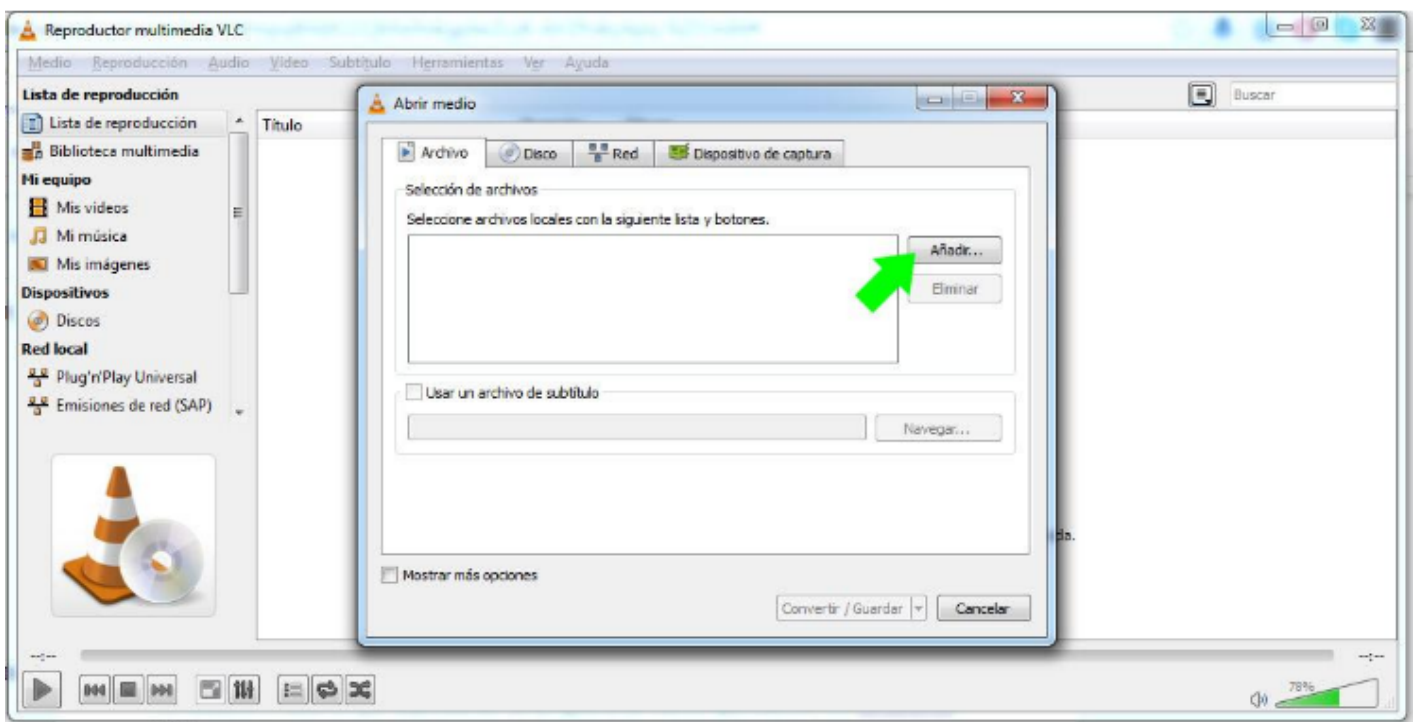 Reproductor multimedia VLC
Medio Reproducción Audio Vídeo Subtítulo Herramientas Ver Ayuda
Lista de reproducción
Buscar
Lista de reproducción
Biblioteca multimedia
Mi equipo
Mis videos
Mi música
Mis imágenes
Dispositivos
Discos
Red local
Plug'n'Play Universal
Emisiones de red (SAP)
Título
Abrir medio
Archivo Disco Red Dispositivo de captura
Selección de archivos
Seleccione archivos locales con la siguiente lista y botones.
Añadir...
Eliminar
Usar un archivo de subtítulo
Navegar...
Mostrar más opciones
Convertir / Guardar Cancelar
da.
--:-- --:--
78%